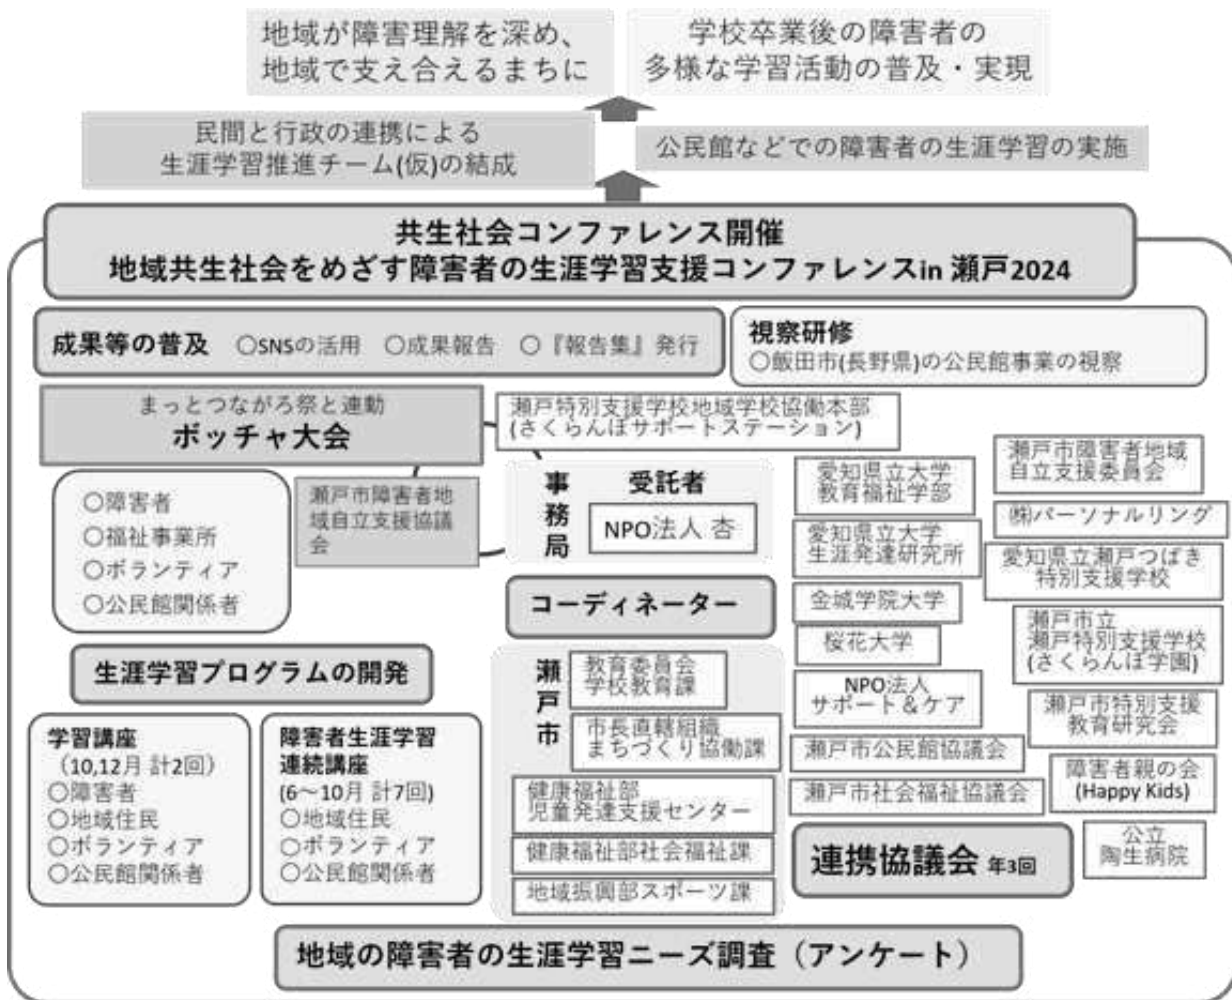 地域が障害理解を深め、
地域で支え合えるまちに
学校卒業後の障害者の
多様な学習活動の普及・実現
民間と行政の連携による
生涯学習推進チーム(仮)の結成
公民館などでの障害者の生涯学習の実施
共生社会コンファレンス開催
地域共生社会をめざす障害者の生涯学習支援コンファレンスin 瀬戸2024
成果等の普及 ○SNSの活用 ○成果報告 ○『報告集』発行
視察研修
○飯田市(長野県)の公民館事業の視察
まっとつながろ祭と連動
ボッチャ大会
瀬戸特別支援学校地域学校協働本部
(さくらんぼサポートステーション)
○障害者
○福祉事業所
○ボランティア
○公民館関係者
瀬戸市障害者地
域自立支援協議
会
事務局
受託者
NPO法人 杏
コーディネーター
愛知県立大学
教育福祉学部
愛知県立大学
生涯発達研究所
金城学院大学
桜花大学
NPO法人
サポート＆ケア
瀬戸市公民館協議会
瀬戸市社会福祉協議会
瀬戸市障害者地域
自立支援委員会
㈱パーソナルリング
愛知県立瀬戸つばき
特別支援学校
瀬戸市立
瀬戸特別支援学校
(さくらんぼ学園)
瀬戸市特別支援
教育研究会
障害者親の会
(Happy Kids)
公立
陶生病院
連携協議会 年3回
生涯学習プログラムの開発
学習講座
（10,12月 計2回）
○障害者
○地域住民
○ボランティア
○公民館関係者
障害者生涯学習
連続講座
(6～10月 計7回)
○地域住民
○ボランティア
○公民館関係者
瀬戸市
教育委員会
学校教育課
市長直轄組織
まちづくり協働課
健康福祉部
児童発達支援センター
健康福祉部社会福祉課
地域振興部スポーツ課
地域の障害者の生涯学習ニーズ調査（アンケート）